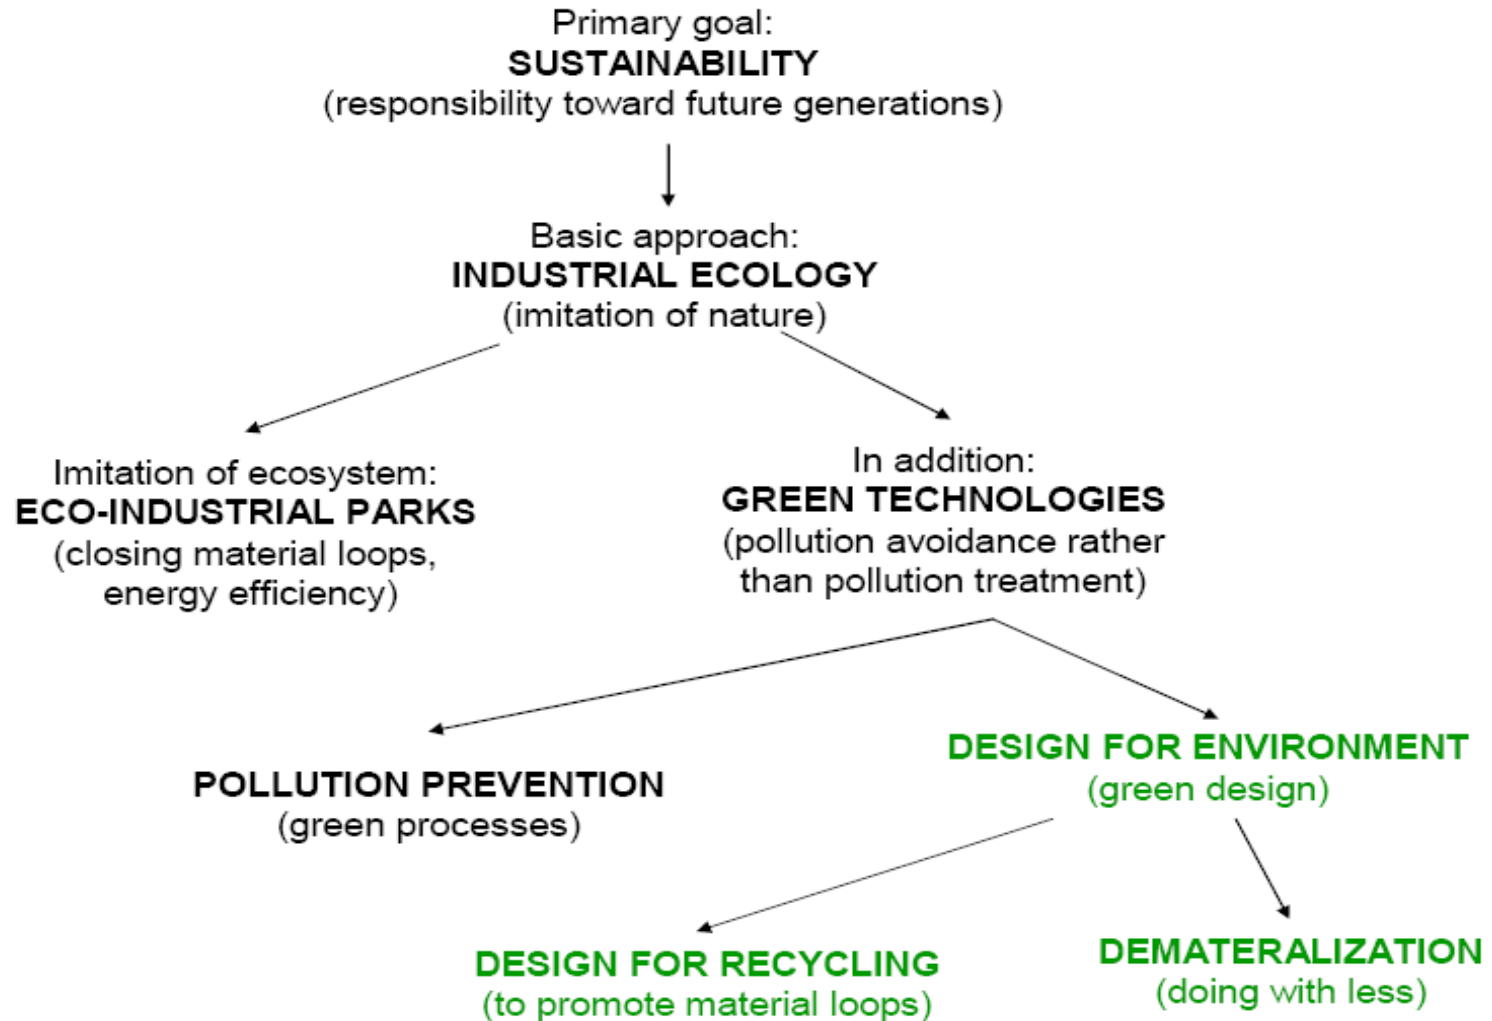 Primary goal:
SUSTAINABILITY
(responsibility toward future generations)
Basic approach:
INDUSTRIAL ECOLOGY
(imitation of nature)
Imitation of ecosystem:
ECO-INDUSTRIAL PARKS
(closing material loops,
energy efficiency)
In addition:
GREEN TECHNOLOGIES
(pollution avoidance rather
than pollution treatment)
POLLUTION PREVENTION
(green processes)
DESIGN FOR ENVIRONMENT
(green design)
DESIGN FOR RECYCLING
(to promote material loops)
DEMATERALIZATION
(doing with less)